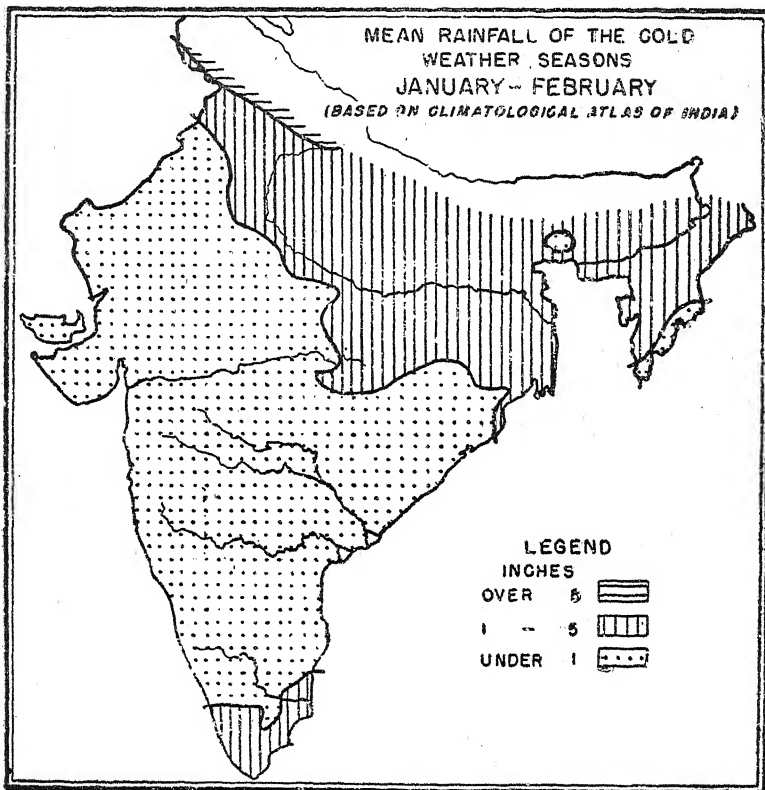 MEAN RAINFALL OF THE COLD
WEATHER SEASONS
JANUARY - FEBRUARY
(BASED ON CLIMATOLOGICAL ATLAS OF INDIA)
LEGEND
INCHES
OVER 5
1 - 5
UNDER 1